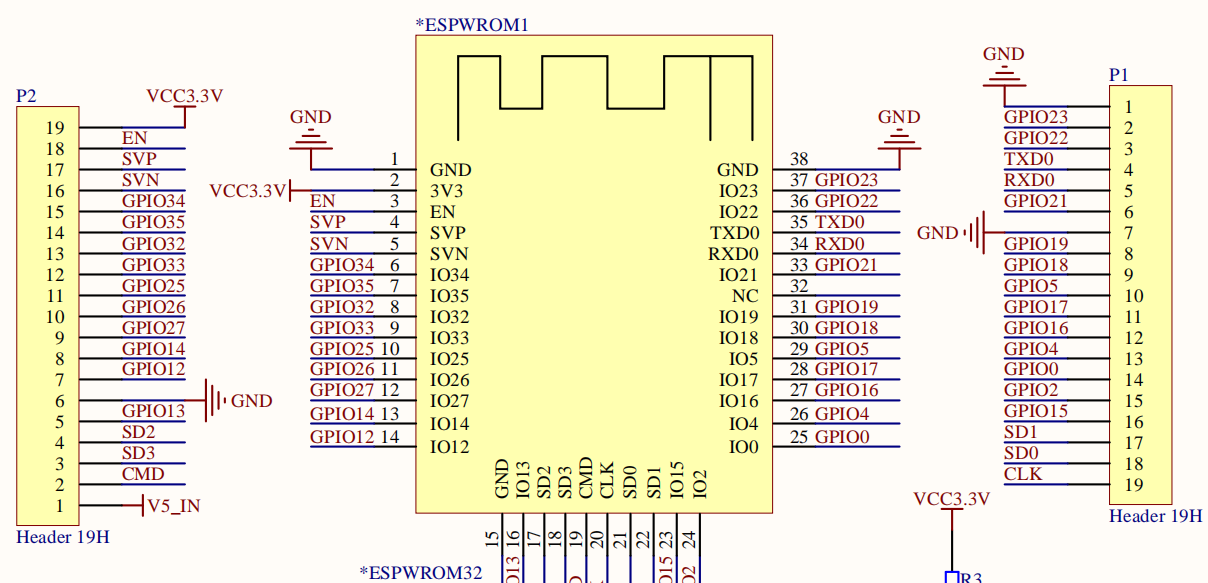 *ESPWROM1
P2
VCC3.3V
19
18 EN
17 SVP
16 SVN
15 GPIO34
14 GPIO35
13 GPIO32
12 GPIO33
11 GPIO25
10 GPIO26
9 GPIO27
8 GPIO14
7 GPIO12
6 GND
5 GPIO13
4 SD2
3 SD3
2 CMD
1 V5_IN
Header 19H
GND
VCC3.3V
1 GND
2 3V3
EN 3 EN
SVP 4 SVP
SVN 5 SVN
GPIO34 6 IO34
GPIO35 7 IO35
GPIO32 8 IO32
GPIO33 9 IO33
GPIO25 10 IO25
GPIO26 11 IO26
GPIO27 12 IO27
GPIO14 13 IO14
GPIO12 14 IO12
GND
GND 38
IO23 37 GPIO23
IO22 36 GPIO22
TXD0 35 TXD0
RXD0 34 RXD0
IO21 33 GPIO21
NC 32
IO19 31 GPIO19
IO18 30 GPIO18
IO5 29 GPIO5
IO17 28 GPIO17
IO16 27 GPIO16
IO4 26 GPIO4
IO0 25 GPIO0
GND IO13 SD2 SD3 CMD CLK SD0 SD1 IO15 IO2
15 16 17 18 19 20 21 22 23 24
*ESPWROM32
GND
P1
1
GPIO23 2
GPIO22 3
TXD0 4
RXD0 5
GPIO21 6
GND 7
GPIO19 8
GPIO18 9
GPIO5 10
GPIO17 11
GPIO16 12
GPIO4 13
GPIO0 14
GPIO2 15
GPIO15 16
SD1 17
SD0 18
CLK 19
Header 19H
VCC3.3V
R3